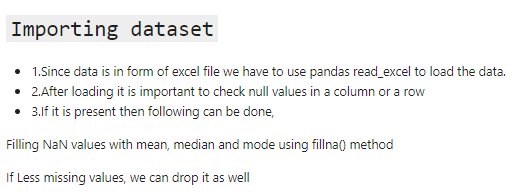 Importing dataset
1.Since data is in form of excel file we have to use pandas read_excel to load the data.
2.After loading it is important to check null values in a column or a row
3.If it is present then following can be done,
Filling NaN values with mean, median and mode using fillna() method
If Less missing values, we can drop it as well